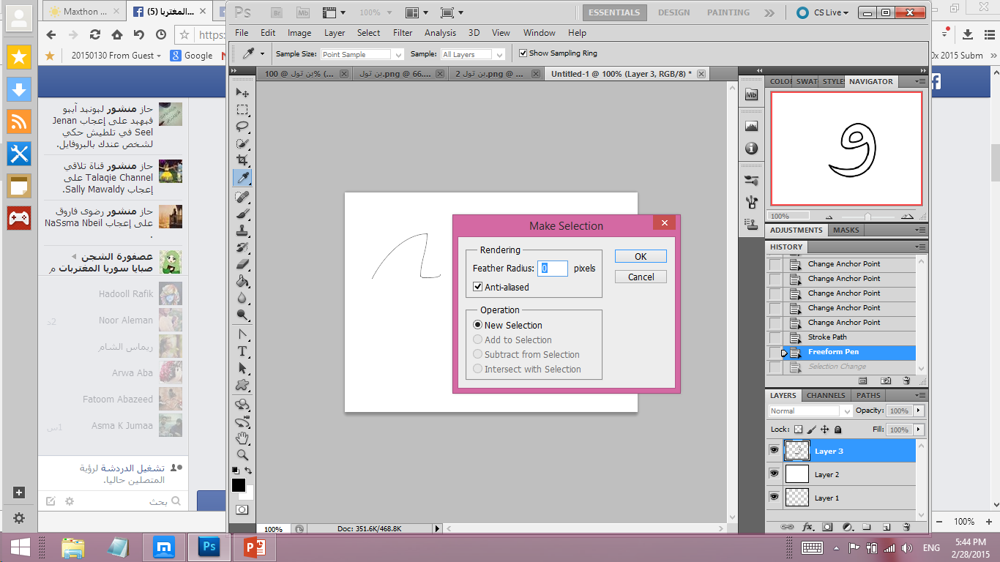 Maxthon ...
(5) المغتربا...
Ps
Br
Mb
100%
ESSENTIALS
DESIGN
PAINTING
CS Live
https:
File Edit Image Layer Select Filter Analysis 3D View Window Help
20150130 From Guest
Google
Ox 2015 Subm
Sample Size: Point Sample
Sample: All Layers
Show Sampling Ring
بن تول @ 100% (...
بن تول.png @ 66....
بن تول 2.png @ ...
Untitled-1 @ 100% (Layer 3, RGB/8) *
حاز منشور ليونيد آيبو
فيهيد على إعجاب Jenan
Seel في تلطيش حكي
لشخص عندك بالبروفايل.
حاز منشور قناة تلاقي
Talaqie Channel على
إعجاب Sally Mawaldy.
حاز منشور رضوى فاروق
على إعجاب NaSsma Nbeil
.
عصفورة الشجن
صبايا سوريا المغتربات م
Hadooll Rafik
Noor Aleman
2د
ريماس الشام
Arwa Aba
Fatoom Abazeed
Asma K Jumaa
1س
تشغيل الدردشة لرؤية
المتصلين حاليا.
بحث
Make Selection
Rendering
Feather Radius: 0 pixels
Anti-aliased
OK
Cancel
Operation
New Selection
Add to Selection
Subtract from Selection
Intersect with Selection
COLO SWAT STYLES NAVIGATOR
و
100%
ADJUSTMENTS MASKS
HISTORY
Change Anchor Point
Change Anchor Point
Change Anchor Point
Change Anchor Point
Change Anchor Point
Stroke Path
Freeform Pen
Selection Change
LAYERS CHANNELS PATHS
Normal
Opacity: 100%
Lock:
Fill: 100%
Layer 3
Layer 2
Layer 1
100%
Doc: 351.6K/468.8K
100%
Ps
ENG
5:44 PM
2/28/2015